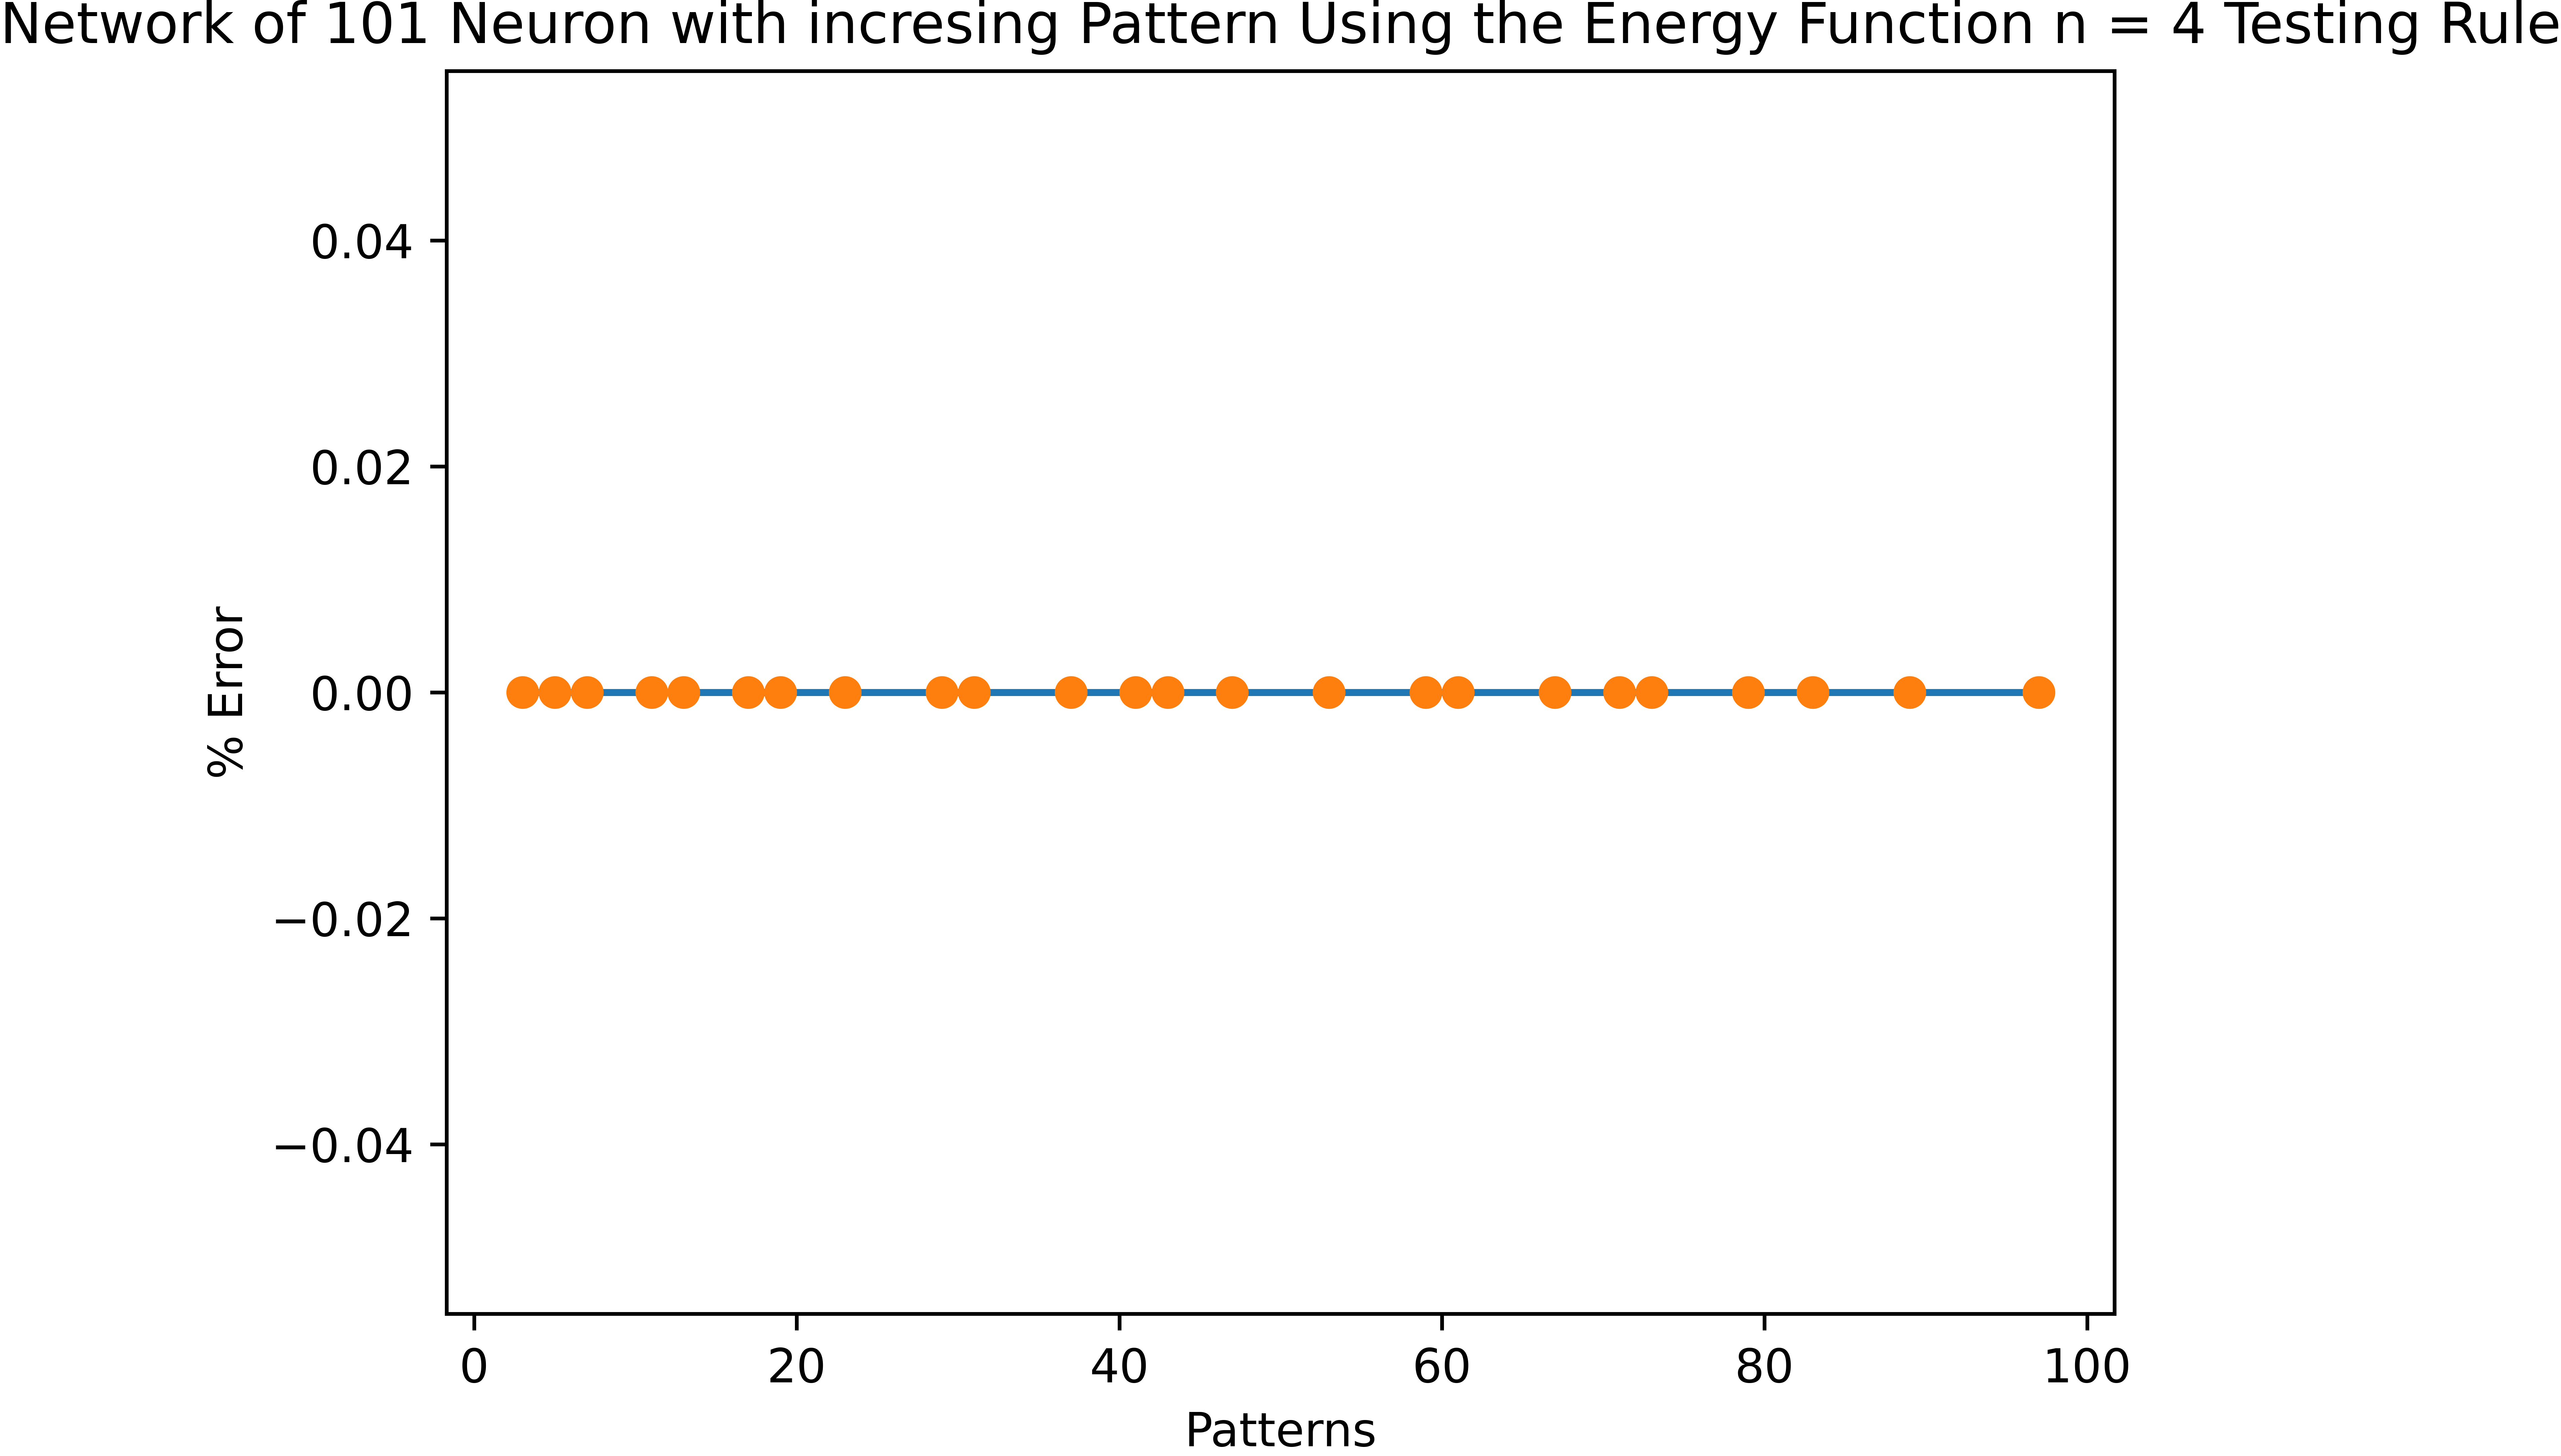 Network of 101 Neuron with incresing Pattern Using the Energy Function n = 4 Testing Rule
0.04
0.02
0.00
−0.02
−0.04
% Error
0 20 40 60 80 100
Patterns